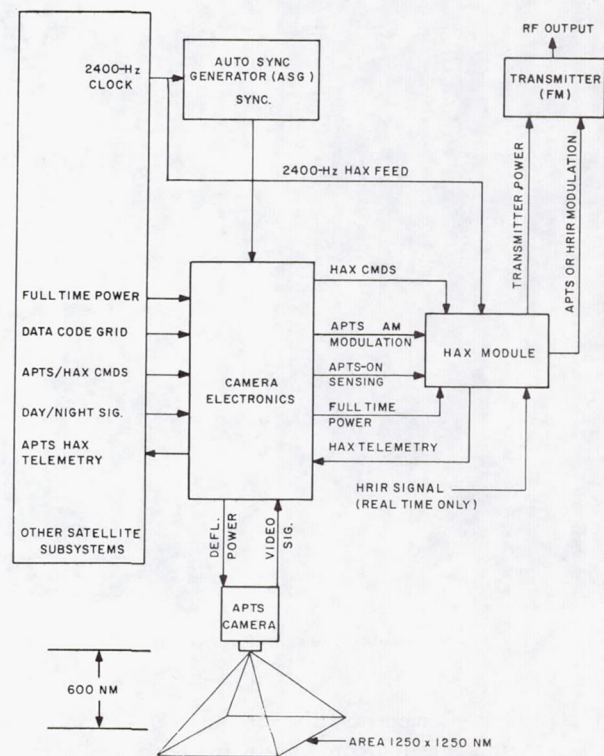 RF OUTPUT
TRANSMITTER
(FM)
AUTO SYNC
GENERATOR (ASG)
SYNC.
2400-Hz
CLOCK
2400-Hz HAX FEED
TRANSMITTER POWER
APTS OR HRIR MODULATION
FULL TIME POWER
DATA CODE GRID
APTS/HAX CMDS
DAY/NIGHT SIG.
APTS HAX
TELEMETRY
OTHER SATELLITE
SUBSYSTEMS
CAMERA
ELECTRONICS
HAX CMDS
APTS AM
MODULATION
APTS-ON
SENSING
FULL TIME
POWER
HAX TELEMETRY
HAX MODULE
HRIR SIGNAL
(REAL TIME ONLY)
DEFL.
POWER
VIDEO
SIG.
APTS
CAMERA
600 NM
AREA 1250 x 1250 NM